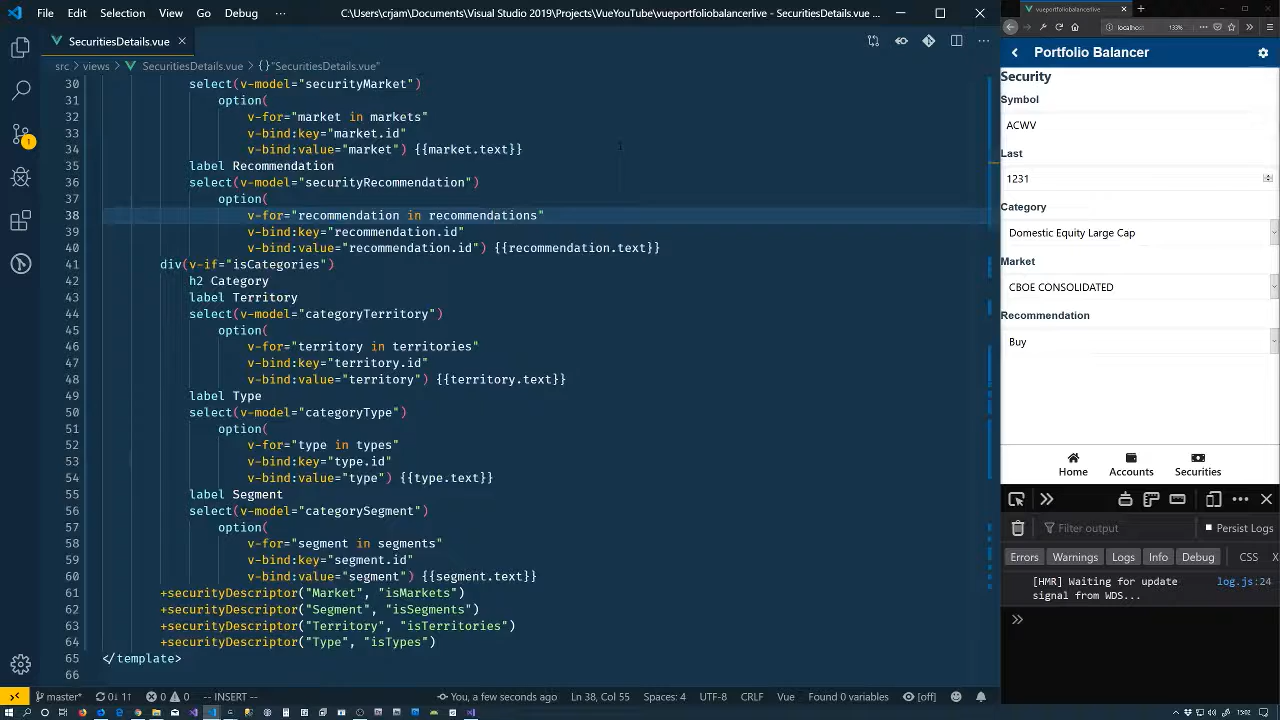 File Edit Selection View Go Debug ··· C:\Users\crjam\Documents\Visual Studio 2019\Projects\VueYouTube\vueportfoliobalancerlive - SecuritiesDetails.vue ...
SecuritiesDetails.vue
src › views › SecuritiesDetails.vue › {} "SecuritiesDetails.vue"
30 select(v-model="securityMarket")
31 option(
32 v-for="market in markets"
33 v-bind:key="market.id"
34 v-bind:value="market") {{market.text}}
35 label Recommendation
36 select(v-model="securityRecommendation")
37 option(
38 v-for="recommendation in recommendations"
39 v-bind:key="recommendation.id"
40 v-bind:value="recommendation.id") {{recommendation.text}}
41 div(v-if="isCategories")
42 h2 Category
43 label Territory
44 select(v-model="categoryTerritory")
45 option(
46 v-for="territory in territories"
47 v-bind:key="territory.id"
48 v-bind:value="territory") {{territory.text}}
49 label Type
50 select(v-model="categoryType")
51 option(
52 v-for="type in types"
53 v-bind:key="type.id"
54 v-bind:value="type") {{type.text}}
55 label Segment
56 select(v-model="categorySegment")
57 option(
58 v-for="segment in segments"
59 v-bind:key="segment.id"
60 v-bind:value="segment") {{segment.text}}
61 +securityDescriptor("Market", "isMarkets")
62 +securityDescriptor("Segment", "isSegments")
63 +securityDescriptor("Territory", "isTerritories")
64 +securityDescriptor("Type", "isTypes")
65 </template>
66
master* 0↓ 1↑ 0 0 -- INSERT -- You, a few seconds ago Ln 38, Col 55 Spaces: 4 UTF-8 CRLF Vue Found 0 variables [off]
vueportfoliobalancerlive
localhost 133%
Portfolio Balancer
Security
Symbol
ACWV
Last
1231
Category
Domestic Equity Large Cap
Market
CBOE CONSOLIDATED
Recommendation
Buy
Home Accounts Securities
Filter output Persist Logs
Errors Warnings Logs Info Debug CSS X
[HMR] Waiting for update log.js:24
signal from WDS...
15:02